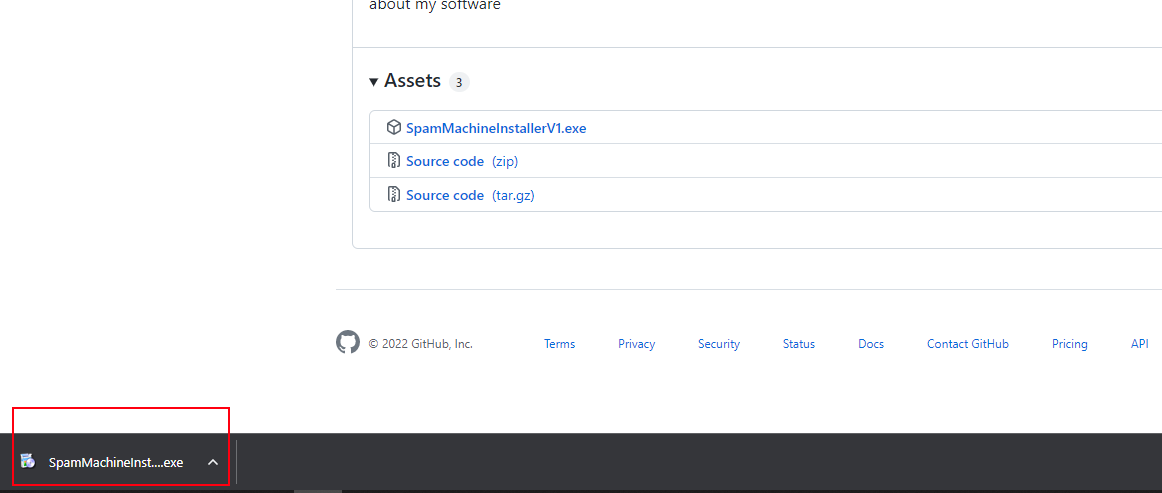 about my software
Assets 3
SpamMachineInstallerV1.exe
Source code (zip)
Source code (tar.gz)
© 2022 GitHub, Inc. Terms Privacy Security Status Docs Contact GitHub Pricing API
SpamMachineInst....exe